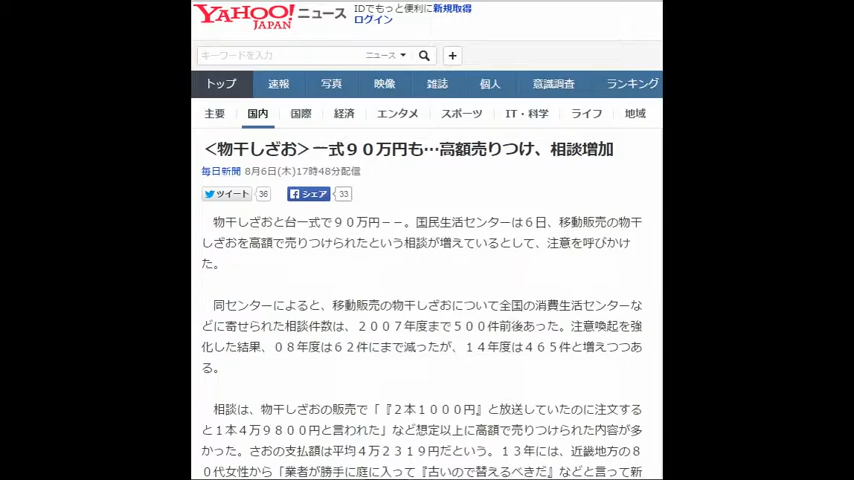 YAHOO! JAPAN ニュース
IDでもっと便利に新規取得
ログイン
キーワードを入力
ニュース
トップ 速報 写真 映像 雑誌 個人 意識調査 ランキング
主要 国内 国際 経済 エンタメ スポーツ IT・科学 ライフ 地域
＜物干しざお＞一式９０万円も…高額売りつけ、相談増加
毎日新聞 8月6日(木)17時48分配信
ツイート 36 シェア 33
物干しざおと台一式で９０万円－－。国民生活センターは６日、移動販売の物干
しざおを高額で売りつけられたという相談が増えているとして、注意を呼びかけ
た。
同センターによると、移動販売の物干しざおについて全国の消費生活センターな
どに寄せられた相談件数は、２００７年度まで５００件前後あった。注意喚起を強
化した結果、０８年度は６２件にまで減ったが、１４年度は４６５件と増えつつあ
る。
相談は、物干しざおの販売で「『２本１０００円』と放送していたのに注文する
と１本４万９８００円と言われた」など想定以上に高額で売りつけられた内容が多
かった。さおの支払額は平均４万２３１９円だという。１３年には、近畿地方の８
０代女性から「業者が勝手に庭に入って『古いので替えるべきだ』などと言って新